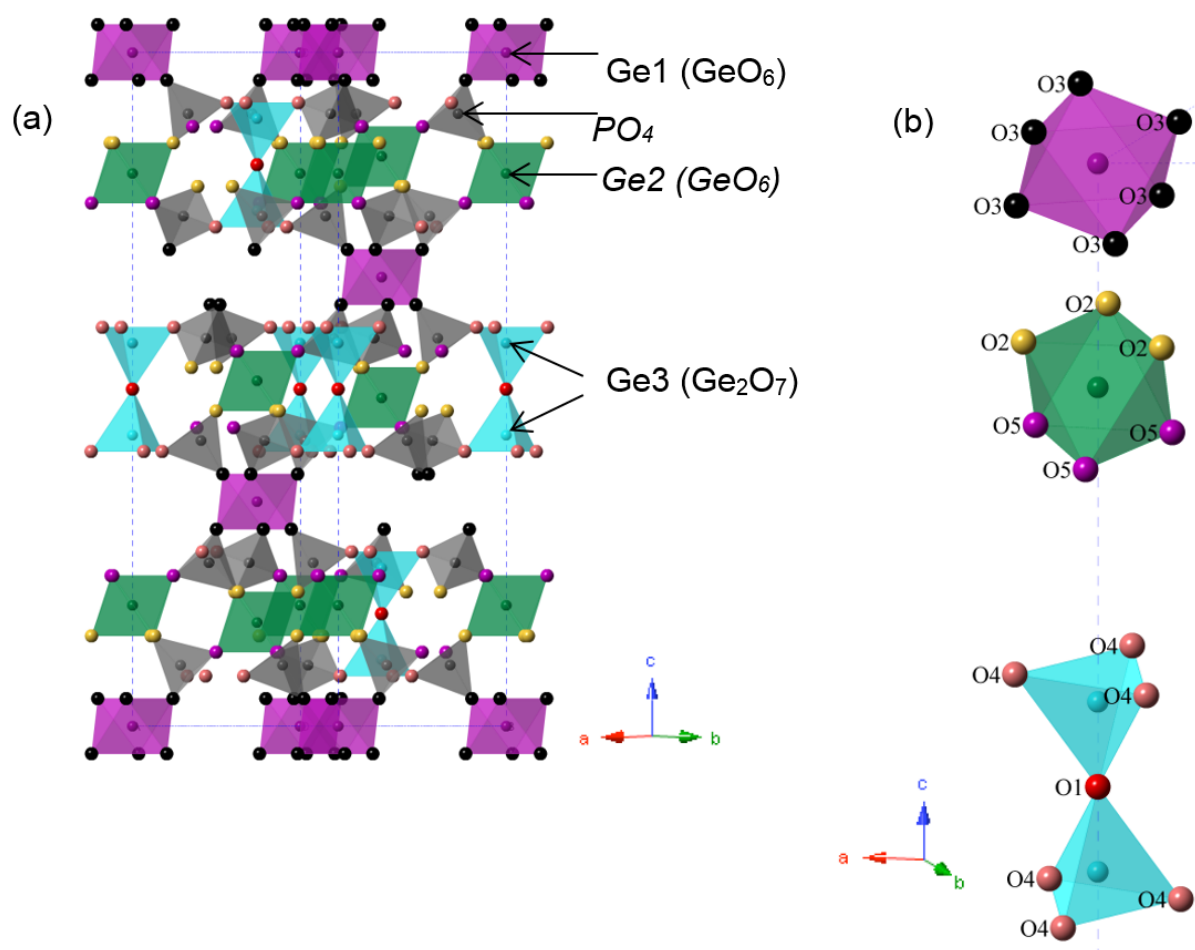 (a)
Ge1 (GeO₆)
PO₄
Ge2 (GeO₆)
Ge3 (Ge₂O₇)
c
a
b
(b)
O3
O3
O3
O3
O3
O3
O2
O2
O2
O5
O5
O5
O4
O4
O4
O1
O4
O4
O4
c
a
b